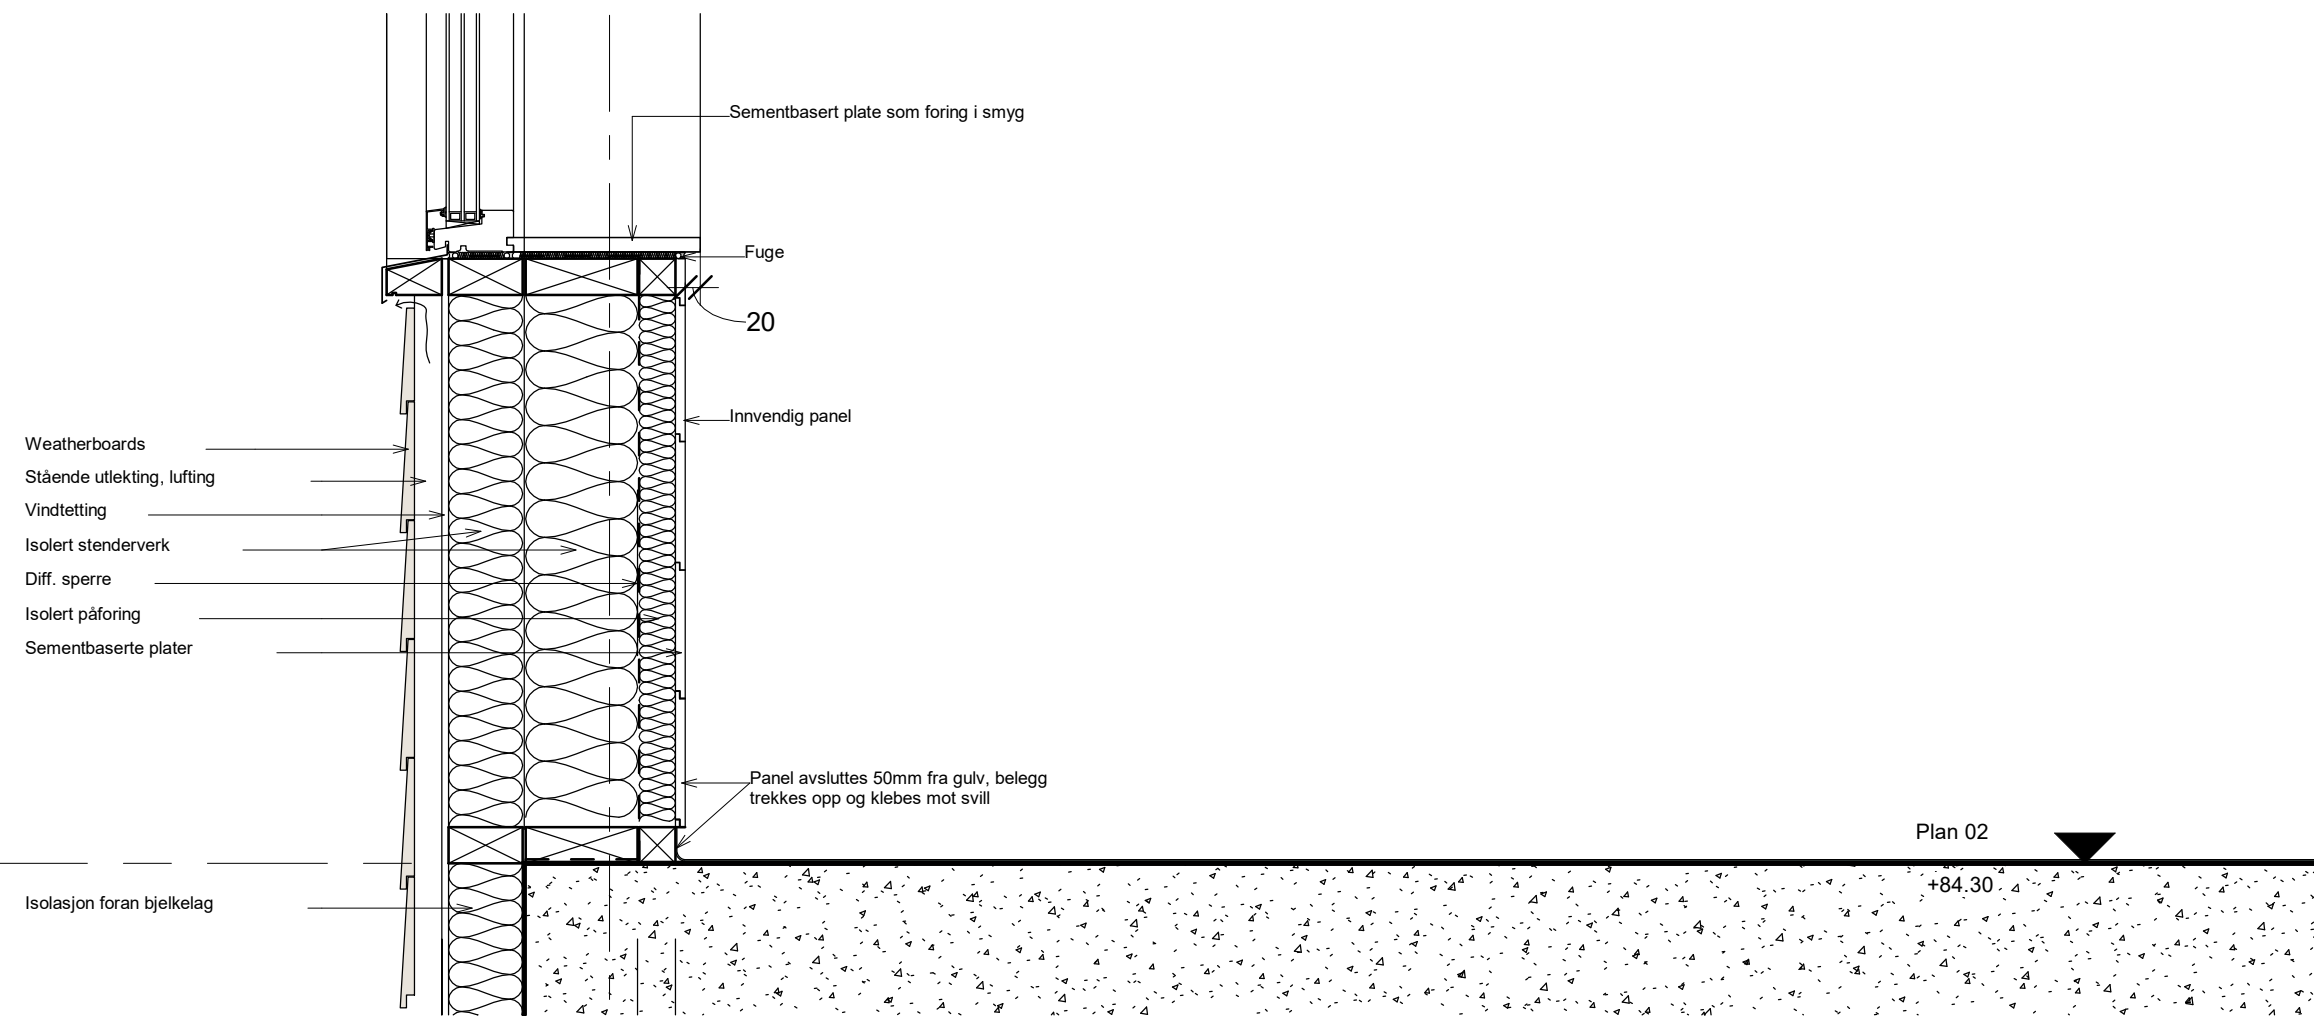 Sementbasert plate som foring i smyg
Fuge
20
Innvendig panel
Weatherboards
Stående utlekting, lufting
Vindtetting
Isolert stenderverk
Diff. sperre
Isolert påforing
Sementbaserte plater
Panel avsluttes 50mm fra gulv, belegg
trekkes opp og klebes mot svill
Plan 02
+84.30
Isolasjon foran bjelkelag